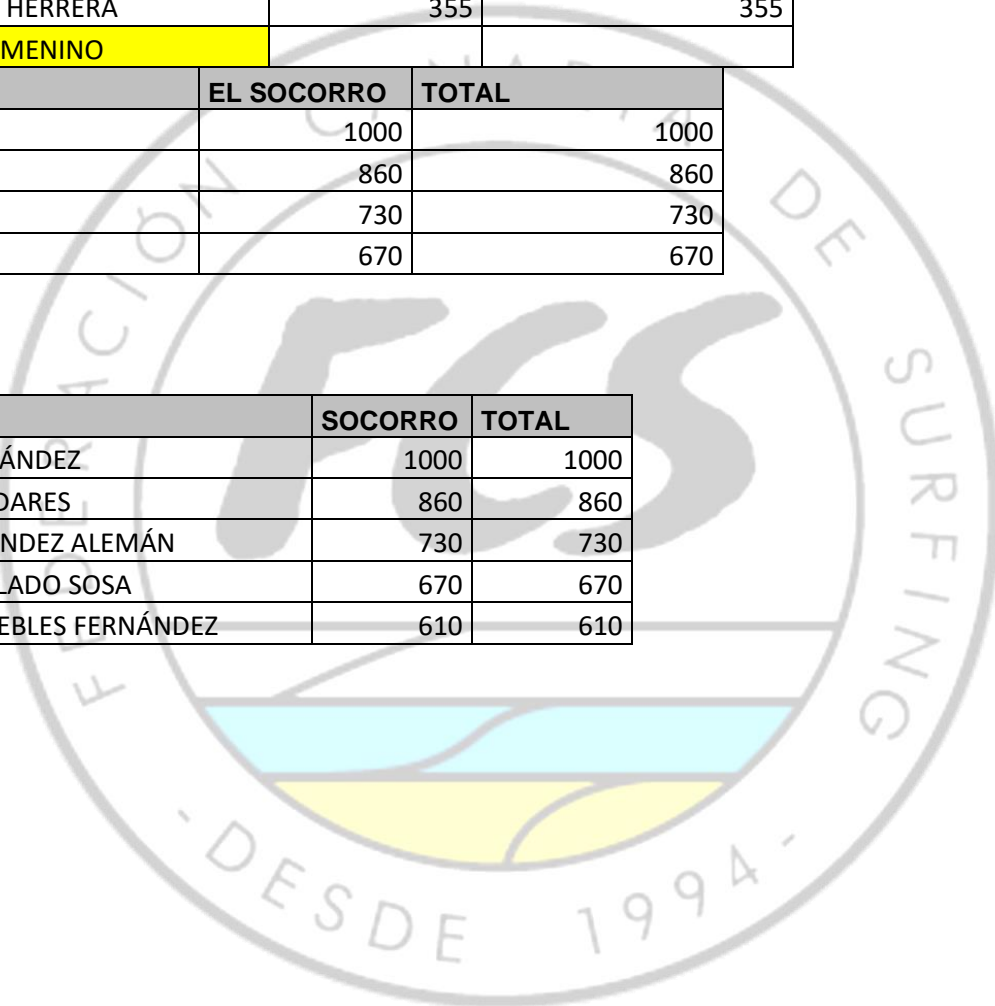 HERRERA 355 355
MENINO
EL SOCORRO TOTAL
1000 1000
860 860
730 730
670 670
SOCORRO TOTAL
ÁNDEZ 1000 1000
DARES 860 860
NDEZ ALEMÁN 730 730
LADO SOSA 670 670
EBLES FERNÁNDEZ 610 610
FEDERACIÓN CANARIA DE SURFING
FCS
- DESDE 1994 -